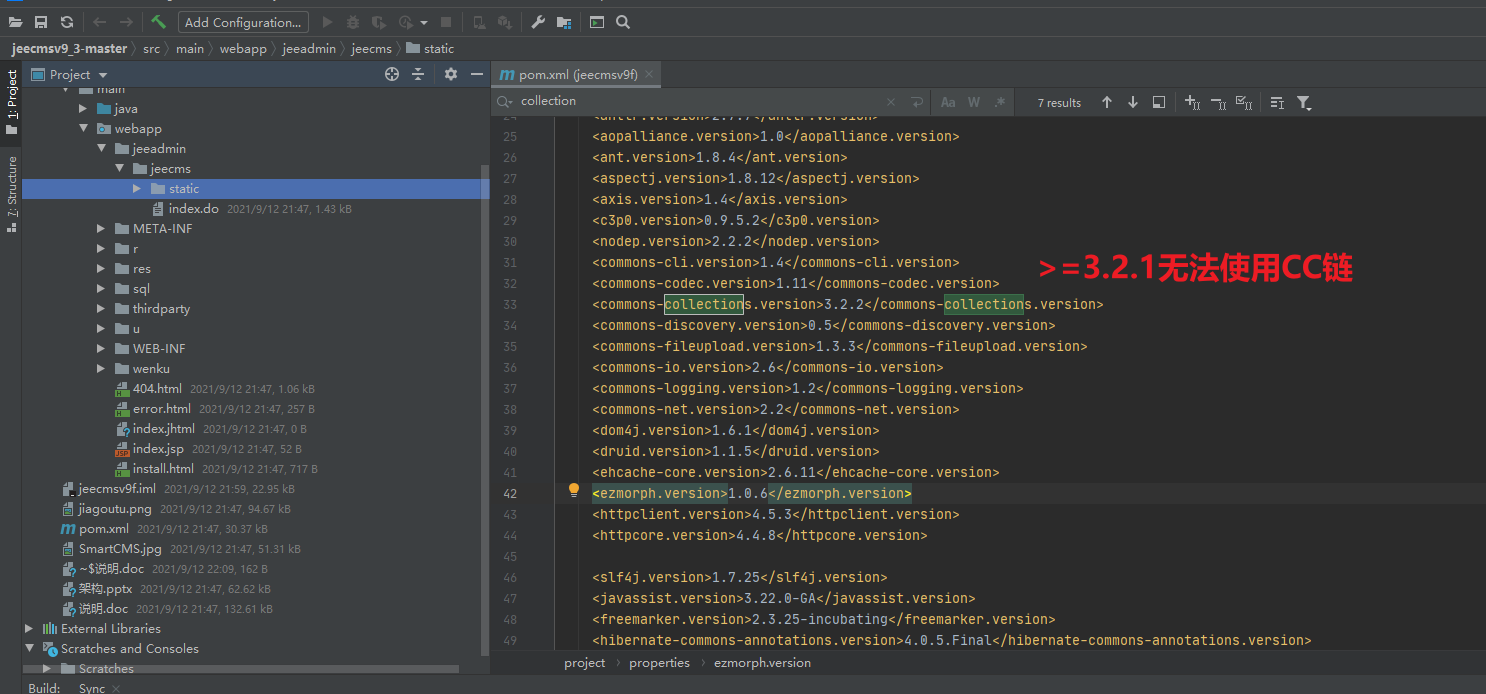 Add Configuration...
jeecmsv9_3-master
src
main
webapp
jeeadmin
jeecms
static
1: Project
7: Structure
Project
main
java
webapp
jeeadmin
jeecms
static
index.do 2021/9/12 21:47, 1.43 kB
META-INF
r
res
sql
thirdparty
u
WEB-INF
wenku
404.html 2021/9/12 21:47, 1.06 kB
error.html 2021/9/12 21:47, 257 B
index.jhtml 2021/9/12 21:47, 0 B
index.jsp 2021/9/12 21:47, 52 B
install.html 2021/9/12 21:47, 717 B
jeecmsv9f.iml 2021/9/12 21:59, 22.95 kB
jiagoutu.png 2021/9/12 21:47, 94.67 kB
pom.xml 2021/9/12 21:47, 30.37 kB
SmartCMS.jpg 2021/9/12 21:47, 51.31 kB
~$说明.doc 2021/9/12 22:09, 162 B
架构.pptx 2021/9/12 21:47, 62.62 kB
说明.doc 2021/9/12 21:47, 132.61 kB
External Libraries
Scratches and Consoles
Scratches
Build: Sync
pom.xml (jeecmsv9f)
collection
Aa W .*
7 results
24 <antlr.version>2.7.7</antlr.version>
25 <aopalliance.version>1.0</aopalliance.version>
26 <ant.version>1.8.4</ant.version>
27 <aspectj.version>1.8.12</aspectj.version>
28 <axis.version>1.4</axis.version>
29 <c3p0.version>0.9.5.2</c3p0.version>
30 <nodep.version>2.2.2</nodep.version>
31 <commons-cli.version>1.4</commons-cli.version>
>=3.2.1无法使用CC链
32 <commons-codec.version>1.11</commons-codec.version>
33 <commons-collections.version>3.2.2</commons-collections.version>
34 <commons-discovery.version>0.5</commons-discovery.version>
35 <commons-fileupload.version>1.3.3</commons-fileupload.version>
36 <commons-io.version>2.6</commons-io.version>
37 <commons-logging.version>1.2</commons-logging.version>
38 <commons-net.version>2.2</commons-net.version>
39 <dom4j.version>1.6.1</dom4j.version>
40 <druid.version>1.1.5</druid.version>
41 <ehcache-core.version>2.6.11</ehcache-core.version>
42 <ezmorph.version>1.0.6</ezmorph.version>
43 <httpclient.version>4.5.3</httpclient.version>
44 <httpcore.version>4.4.8</httpcore.version>
45
46 <slf4j.version>1.7.25</slf4j.version>
47 <javassist.version>3.22.0-GA</javassist.version>
48 <freemarker.version>2.3.25-incubating</freemarker.version>
49 <hibernate-commons-annotations.version>4.0.5.Final</hibernate-commons-annotations.version>
project
properties
ezmorph.version